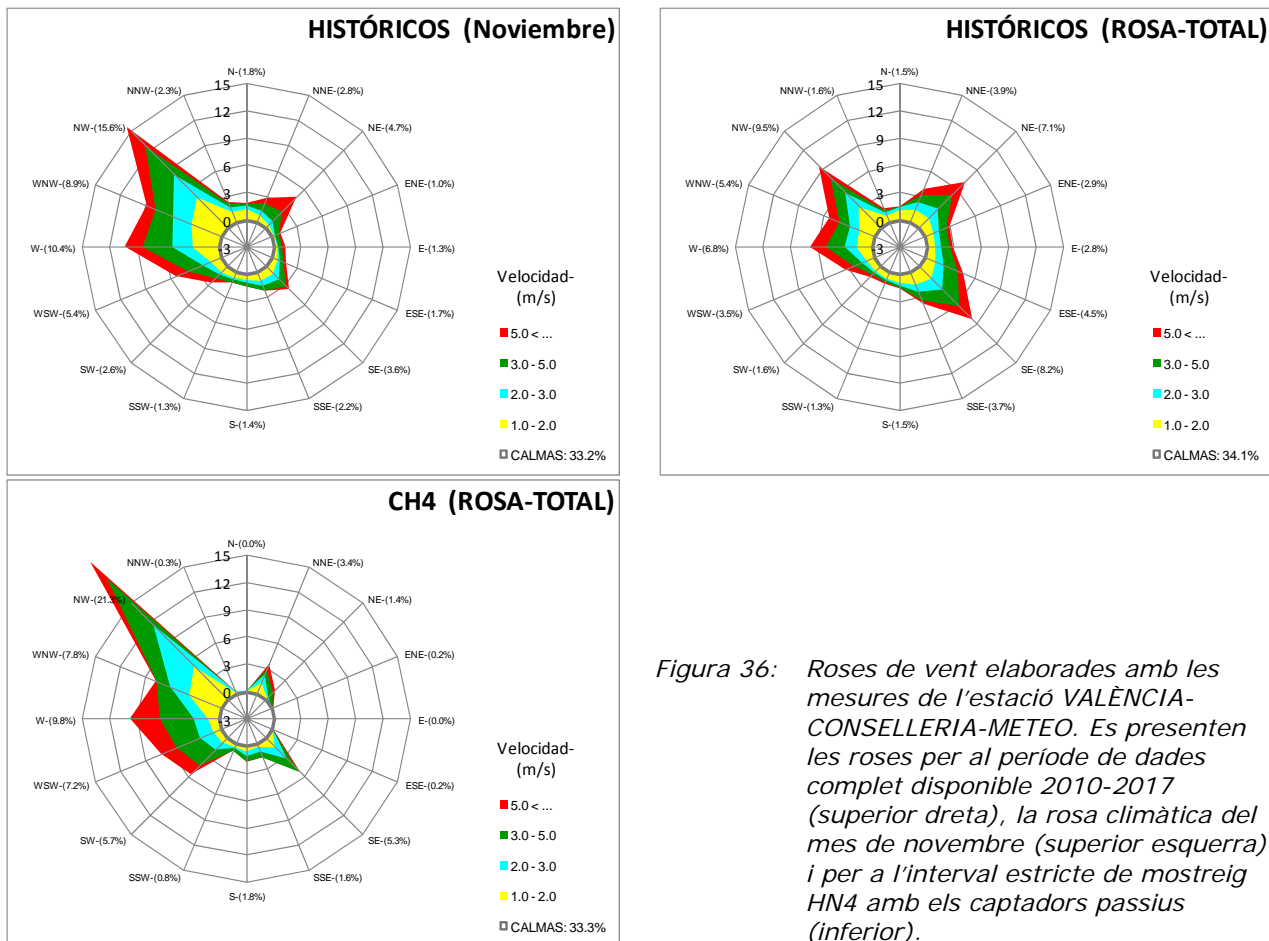 HISTÓRICOS (Noviembre)
N-(1.8%)
NNE-(2.8%)
NE-(4.7%)
ENE-(1.0%)
E-(1.3%)
ESE-(1.7%)
SE-(3.6%)
SSE-(2.2%)
S-(1.4%)
SSW-(1.3%)
SW-(2.6%)
WSW-(5.4%)
W-(10.4%)
WNW-(8.9%)
NW-(15.6%)
NNW-(2.3%)
15
12
9
6
3
0
-3
Velocidad-
(m/s)
5.0 < ...
3.0 - 5.0
2.0 - 3.0
1.0 - 2.0
CALMAS: 33.2%
HISTÓRICOS (ROSA-TOTAL)
N-(1.5%)
NNE-(3.9%)
NE-(7.1%)
ENE-(2.9%)
E-(2.8%)
ESE-(4.5%)
SE-(8.2%)
SSE-(3.7%)
S-(1.5%)
SSW-(1.3%)
SW-(1.6%)
WSW-(3.5%)
W-(6.8%)
WNW-(5.4%)
NW-(9.5%)
NNW-(1.6%)
15
12
9
6
3
0
-3
Velocidad-
(m/s)
5.0 < ...
3.0 - 5.0
2.0 - 3.0
1.0 - 2.0
CALMAS: 34.1%
CH4 (ROSA-TOTAL)
N-(0.0%)
NNE-(3.4%)
NE-(1.4%)
ENE-(0.2%)
E-(0.0%)
ESE-(0.2%)
SE-(5.3%)
SSE-(1.6%)
S-(1.8%)
SSW-(0.8%)
SW-(5.7%)
WSW-(7.2%)
W-(9.8%)
WNW-(7.8%)
NW-(21.3%)
NNW-(0.3%)
15
12
9
6
3
0
-3
Velocidad-
(m/s)
5.0 < ...
3.0 - 5.0
2.0 - 3.0
1.0 - 2.0
CALMAS: 33.3%
Figura 36: Roses de vent elaborades amb les
mesures de l'estació VALÈNCIA-
CONSELLERIA-METEO. Es presenten
les roses per al període de dades
complet disponible 2010-2017
(superior dreta), la rosa climàtica del
mes de novembre (superior esquerra)
i per a l'interval estricte de mostreig
HN4 amb els captadors passius
(inferior).